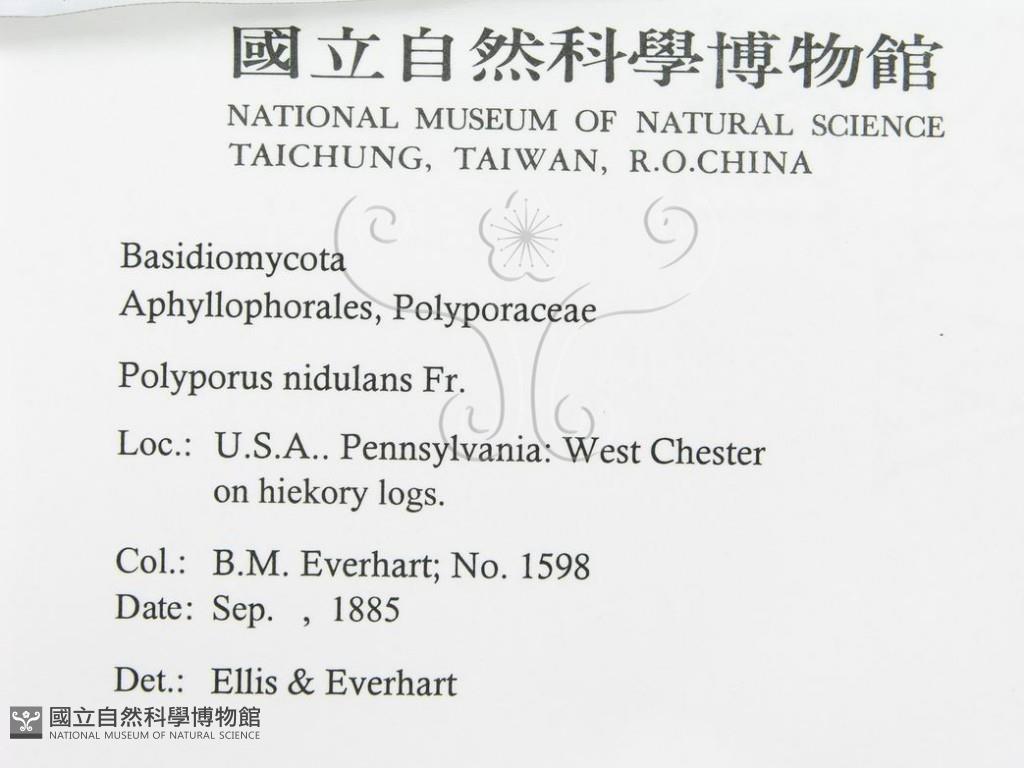 國立自然科學博物館
NATIONAL MUSEUM OF NATURAL SCIENCE
TAICHUNG, TAIWAN, R.O.CHINA
Basidiomycota
Aphyllophorales, Polyporaceae
Polyporus nidulans Fr.
Loc.: U.S.A.. Pennsylvania: West Chester
on hiekory logs.
Col.: B.M. Everhart; No. 1598
Date: Sep. , 1885
Det.: Ellis & Everhart
國立自然科學博物館
NATIONAL MUSEUM OF NATURAL SCIENCE